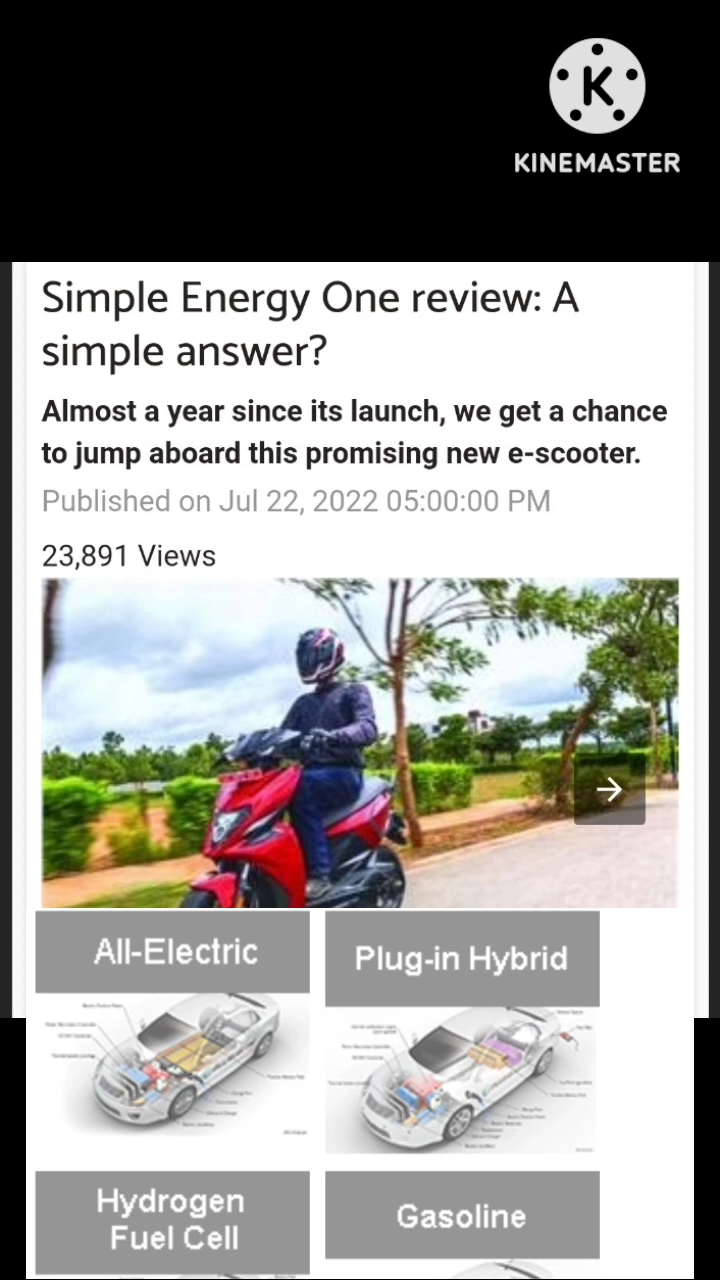 K
KINEMASTER
Simple Energy One review: A
simple answer?
Almost a year since its launch, we get a chance
to jump aboard this promising new e-scooter.
Published on Jul 22, 2022 05:00:00 PM
23,891 Views
All-Electric
Plug-in Hybrid
Hydrogen
Fuel Cell
Gasoline